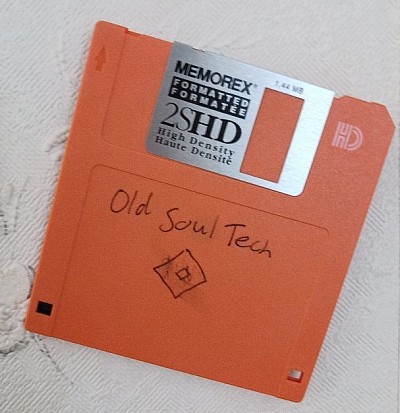 MEMOREX®
1.44 MB
FORMATTED
FORMATÉE
2SHD
High Density
Haute Densité
HD
Old Soul Tech